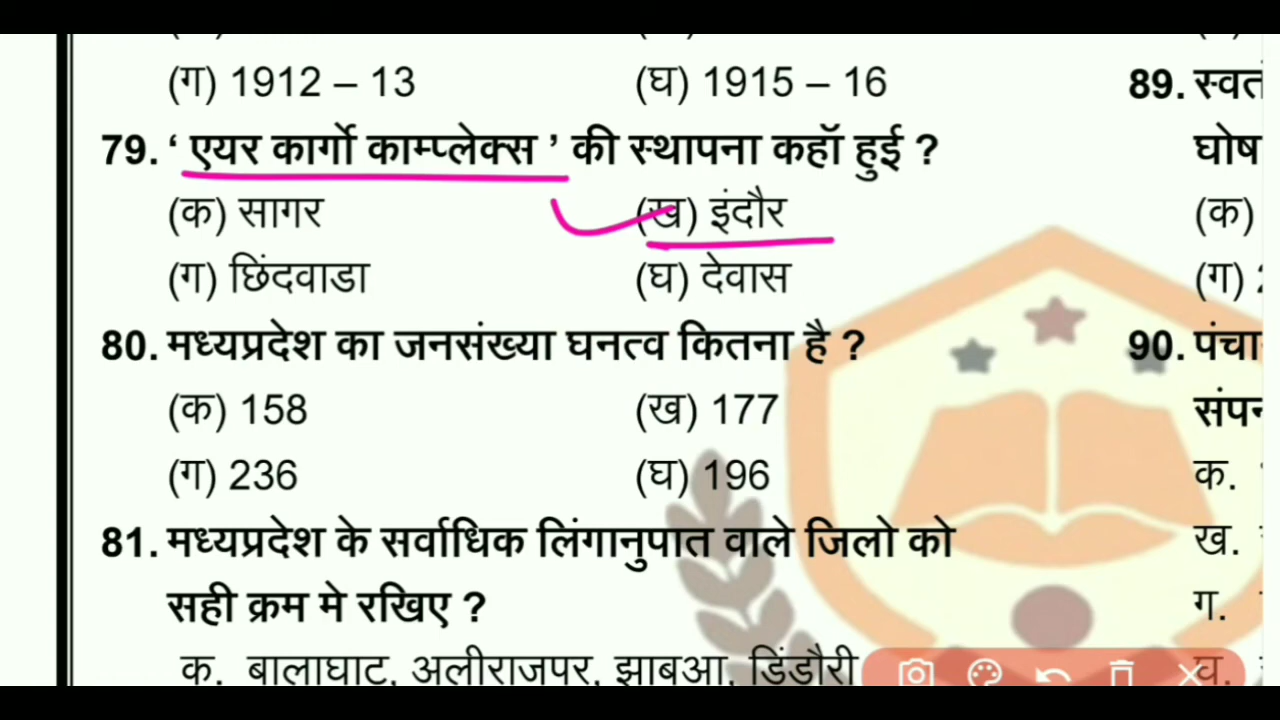 (ग) 1912 – 13 (घ) 1915 – 16
79. ‘ एयर कार्गो काम्प्लेक्स ’ की स्थापना कहॉ हुई ?
(क) सागर (ख) इंदौर
(ग) छिंदवाडा (घ) देवास
80. मध्यप्रदेश का जनसंख्या घनत्व कितना है ?
(क) 158 (ख) 177
(ग) 236 (घ) 196
81. मध्यप्रदेश के सर्वाधिक लिंगानुपात वाले जिलो को
सही क्रम मे रखिए ?
क. बालाघाट, अलीराजपुर, झाबुआ, डिंडौरी
89.
घोष
(क)
(ग)
90. पंचा
संपन
क.
ख.
ग.
घ.